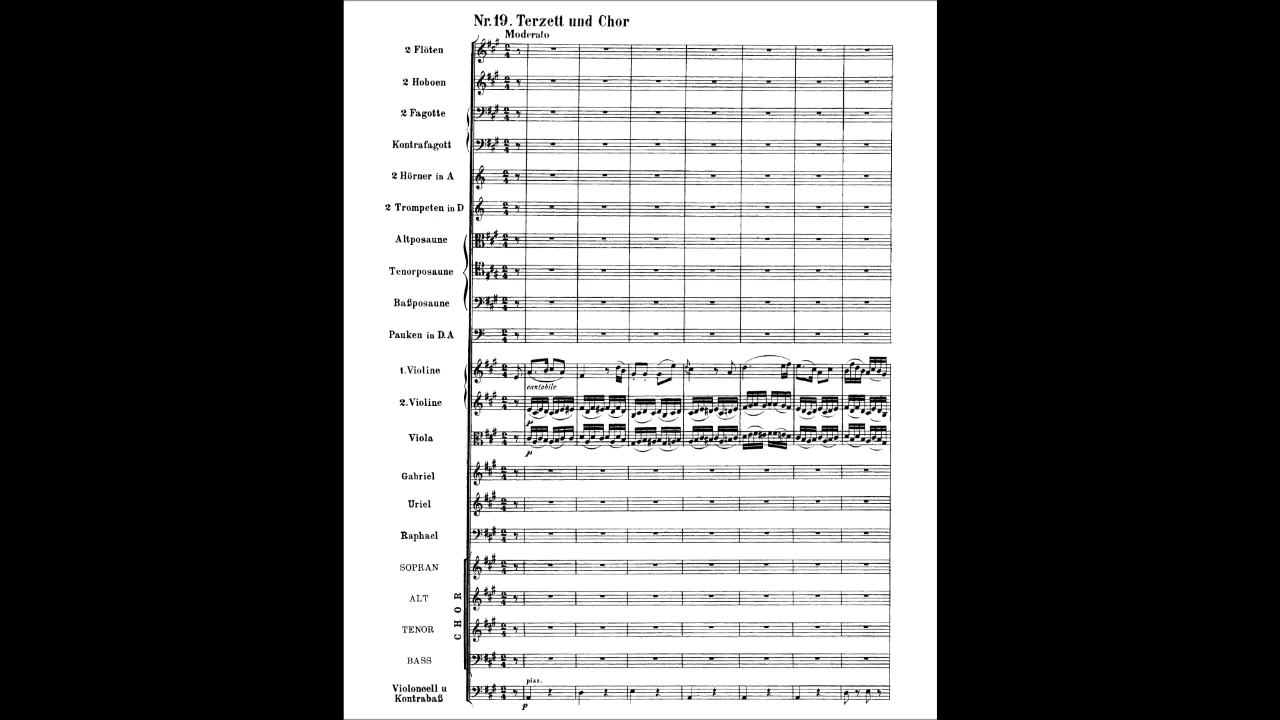 Nr. 19. Terzett und Chor
Moderato
2 Flöten
2 Hoboen
2 Fagotte
Kontrafagott
2 Hörner in A
2 Trompeten in D
Altposaune
Tenorposaune
Baßposaune
Pauken in D.A
1. Violine
cantabile
2. Violine
p
Viola
p
Gabriel
Uriel
Raphael
SOPRAN
ALT
TENOR
BASS
CHOR
pizz.
Violoncell u
Kontrabaß
p